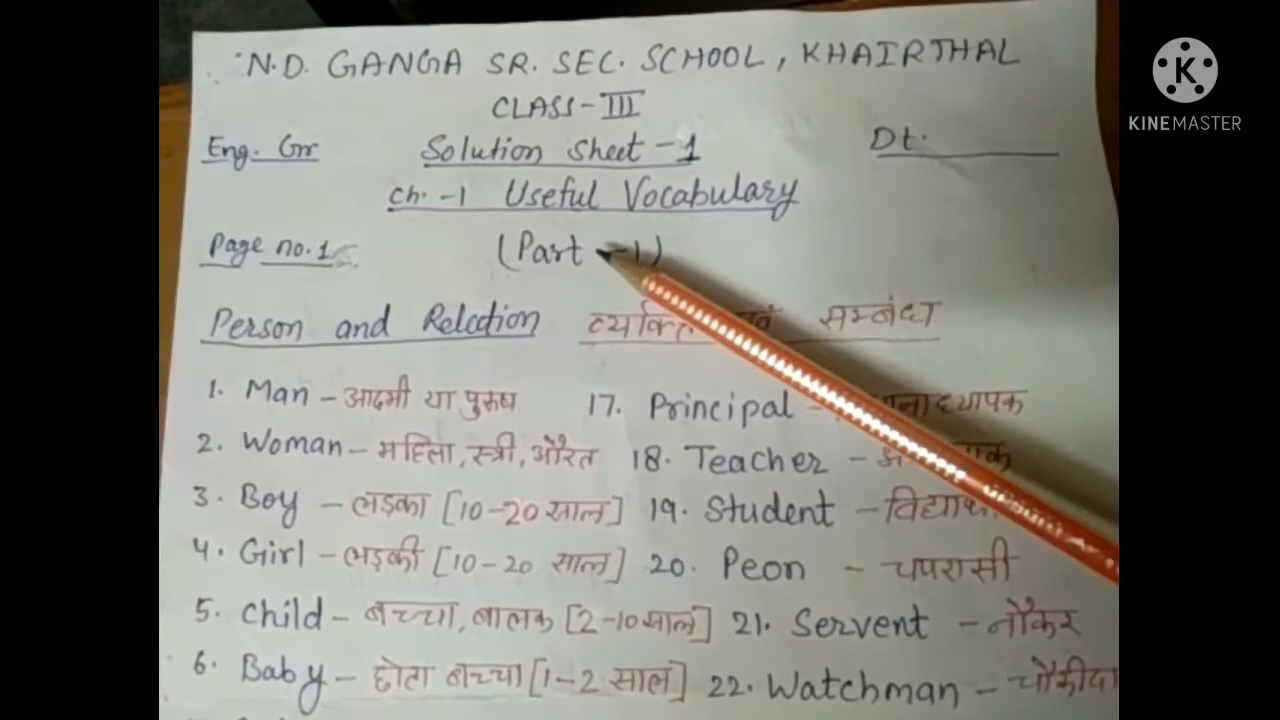 N.D. GANGA SR. SEC. SCHOOL, KHAIRTHAL
CLASS-III
Eng. Gr Solution Sheet-1 Dt.
Ch.-1 Useful Vocabulary
Page no.1 (Part -1)
Person and Relation सम्बंध
1. Man - आदमी या पुरुष 17. Principal -
2. Woman - महिला, स्त्री, औरत 18. Teacher -
3. Boy - लड़का [10-20 साल] 19. Student -
4. Girl - लड़की [10-20 साल] 20. Peon - चपरासी
5. Child - बच्चा, बालक [2-10 साल] 21. Servent - नौकर
6. Baby - छोटा बच्चा [1-2 साल] 22. Watchman -
K
KINEMASTER